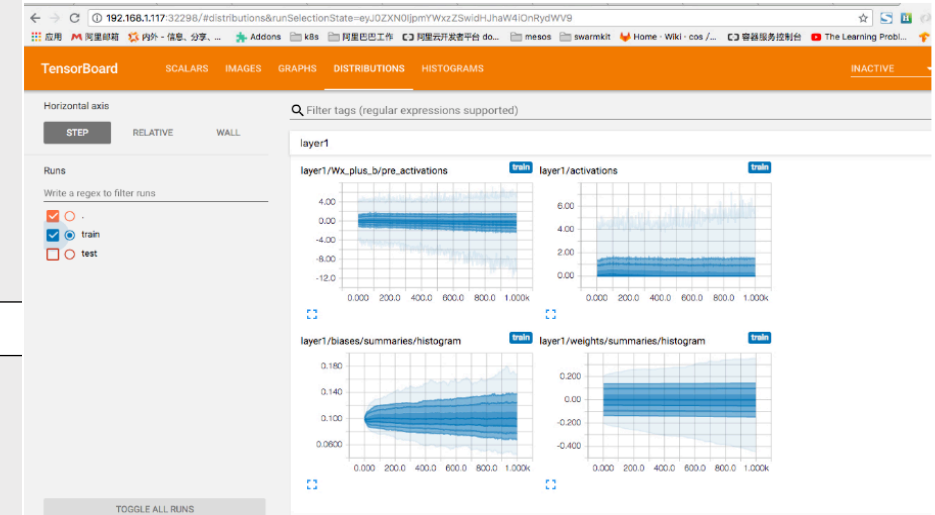 192.168.1.117:32298/#distributions&runSelectionState=eyJ0ZXN0IjpmYWxzZSwidHJhaW4iOnRydWV9
应用 M 阿里邮箱 内外 - 信息、分享、... Addons k8s 阿里巴巴工作 阿里云开发者平台 do... mesos swarmkit Home · Wiki · cos /... 容器服务控制台 The Learning Probl...
TensorBoard SCALARS IMAGES GRAPHS DISTRIBUTIONS HISTOGRAMS INACTIVE
Horizontal axis
STEP RELATIVE WALL
Runs
Write a regex to filter runs
.
train
test
TOGGLE ALL RUNS
Filter tags (regular expressions supported)
layer1
layer1/Wx_plus_b/pre_activations train
4.00
0.00
-4.00
-8.00
-12.0
0.000 200.0 400.0 600.0 800.0 1.000k
layer1/activations train
6.00
4.00
2.00
0.00
0.000 200.0 400.0 600.0 800.0 1.000k
layer1/biases/summaries/histogram train
0.180
0.140
0.100
0.0600
0.000 200.0 400.0 600.0 800.0 1.000k
layer1/weights/summaries/histogram train
0.200
0.00
-0.200
-0.400
0.000 200.0 400.0 600.0 800.0 1.000k